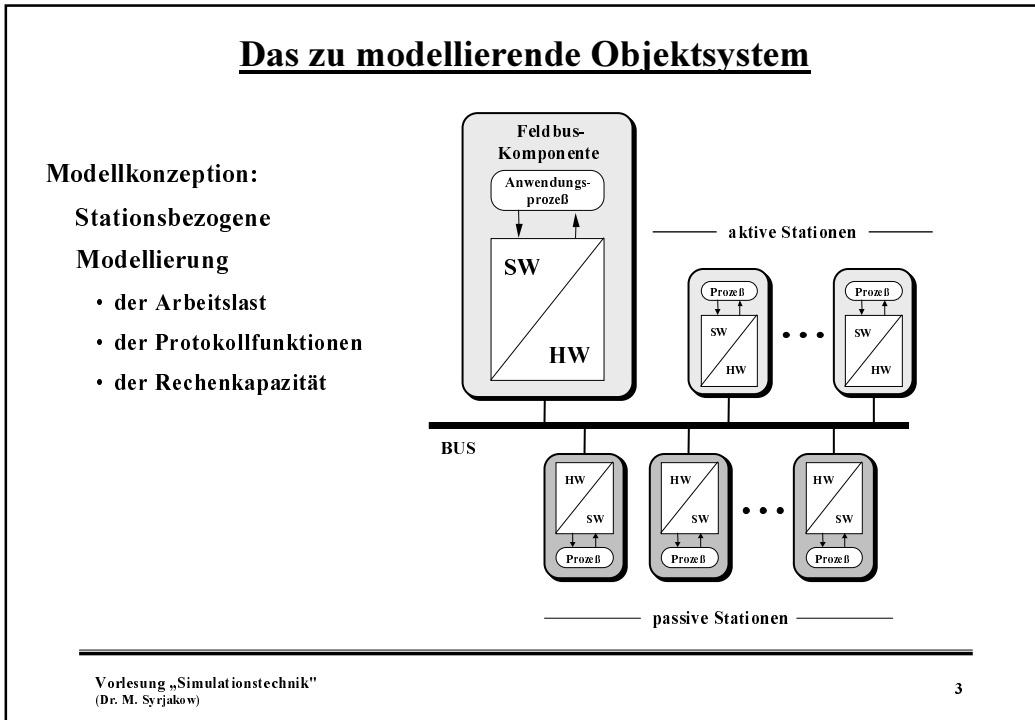 Das zu modellierende Objektsystem
Modellkonzeption:
Stationsbezogene
Modellierung
• der Arbeitslast
• der Protokollfunktionen
• der Rechenkapazität
Feldbus-
Komponente
Anwendungs-
prozeß
SW
HW
aktive Stationen
Prozeß
SW
HW
Prozeß
SW
HW
BUS
HW
SW
Prozeß
HW
SW
Prozeß
HW
SW
Prozeß
passive Stationen
Vorlesung „Simulationstechnik"
(Dr. M. Syrjakow)
3